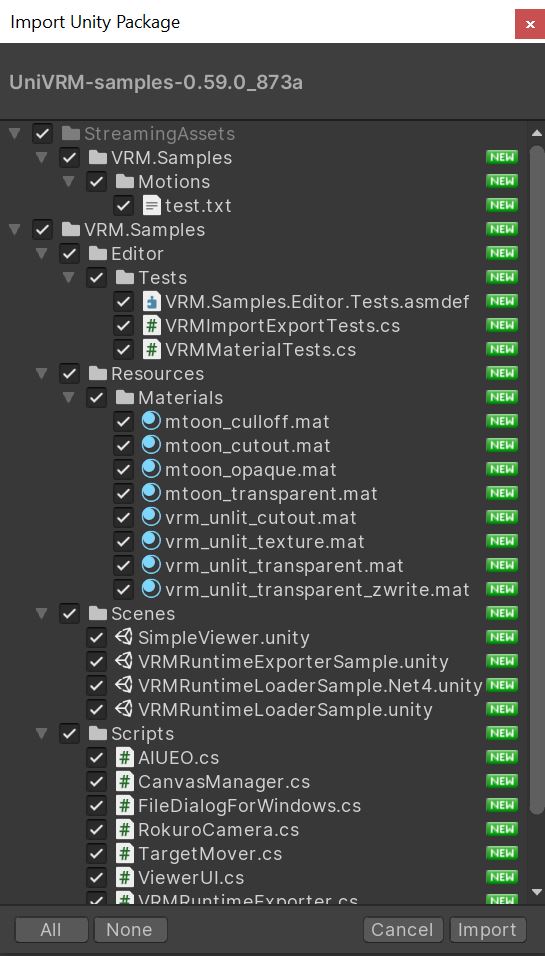 Import Unity Package
UniVRM-samples-0.59.0_873a
StreamingAssets
VRM.Samples NEW
Motions NEW
test.txt NEW
VRM.Samples NEW
Editor NEW
Tests NEW
VRM.Samples.Editor.Tests.asmdef NEW
VRMImportExportTests.cs NEW
VRMMaterialTests.cs NEW
Resources NEW
Materials NEW
mtoon_culloff.mat NEW
mtoon_cutout.mat NEW
mtoon_opaque.mat NEW
mtoon_transparent.mat NEW
vrm_unlit_cutout.mat NEW
vrm_unlit_texture.mat NEW
vrm_unlit_transparent.mat NEW
vrm_unlit_transparent_zwrite.mat NEW
Scenes NEW
SimpleViewer.unity NEW
VRMRuntimeExporterSample.unity NEW
VRMRuntimeLoaderSample.Net4.unity NEW
VRMRuntimeLoaderSample.unity NEW
Scripts NEW
AIUEO.cs NEW
CanvasManager.cs NEW
FileDialogForWindows.cs NEW
RokuroCamera.cs NEW
TargetMover.cs NEW
ViewerUI.cs NEW
VRMRuntimeExporter.cs NEW
All None Cancel Import